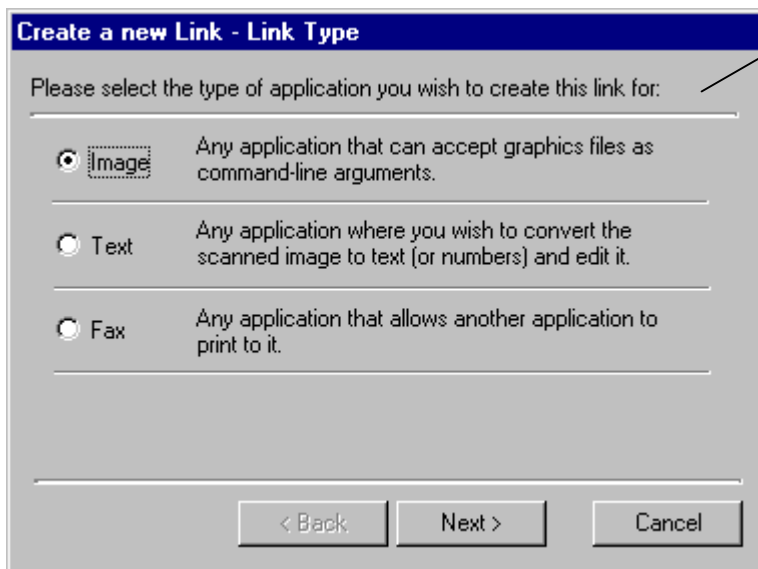 Create a new Link - Link Type
Please select the type of application you wish to create this link for:
Image
Any application that can accept graphics files as
command-line arguments.
Text
Any application where you wish to convert the
scanned image to text (or numbers) and edit it.
Fax
Any application that allows another application to
print to it.
< Back
Next >
Cancel